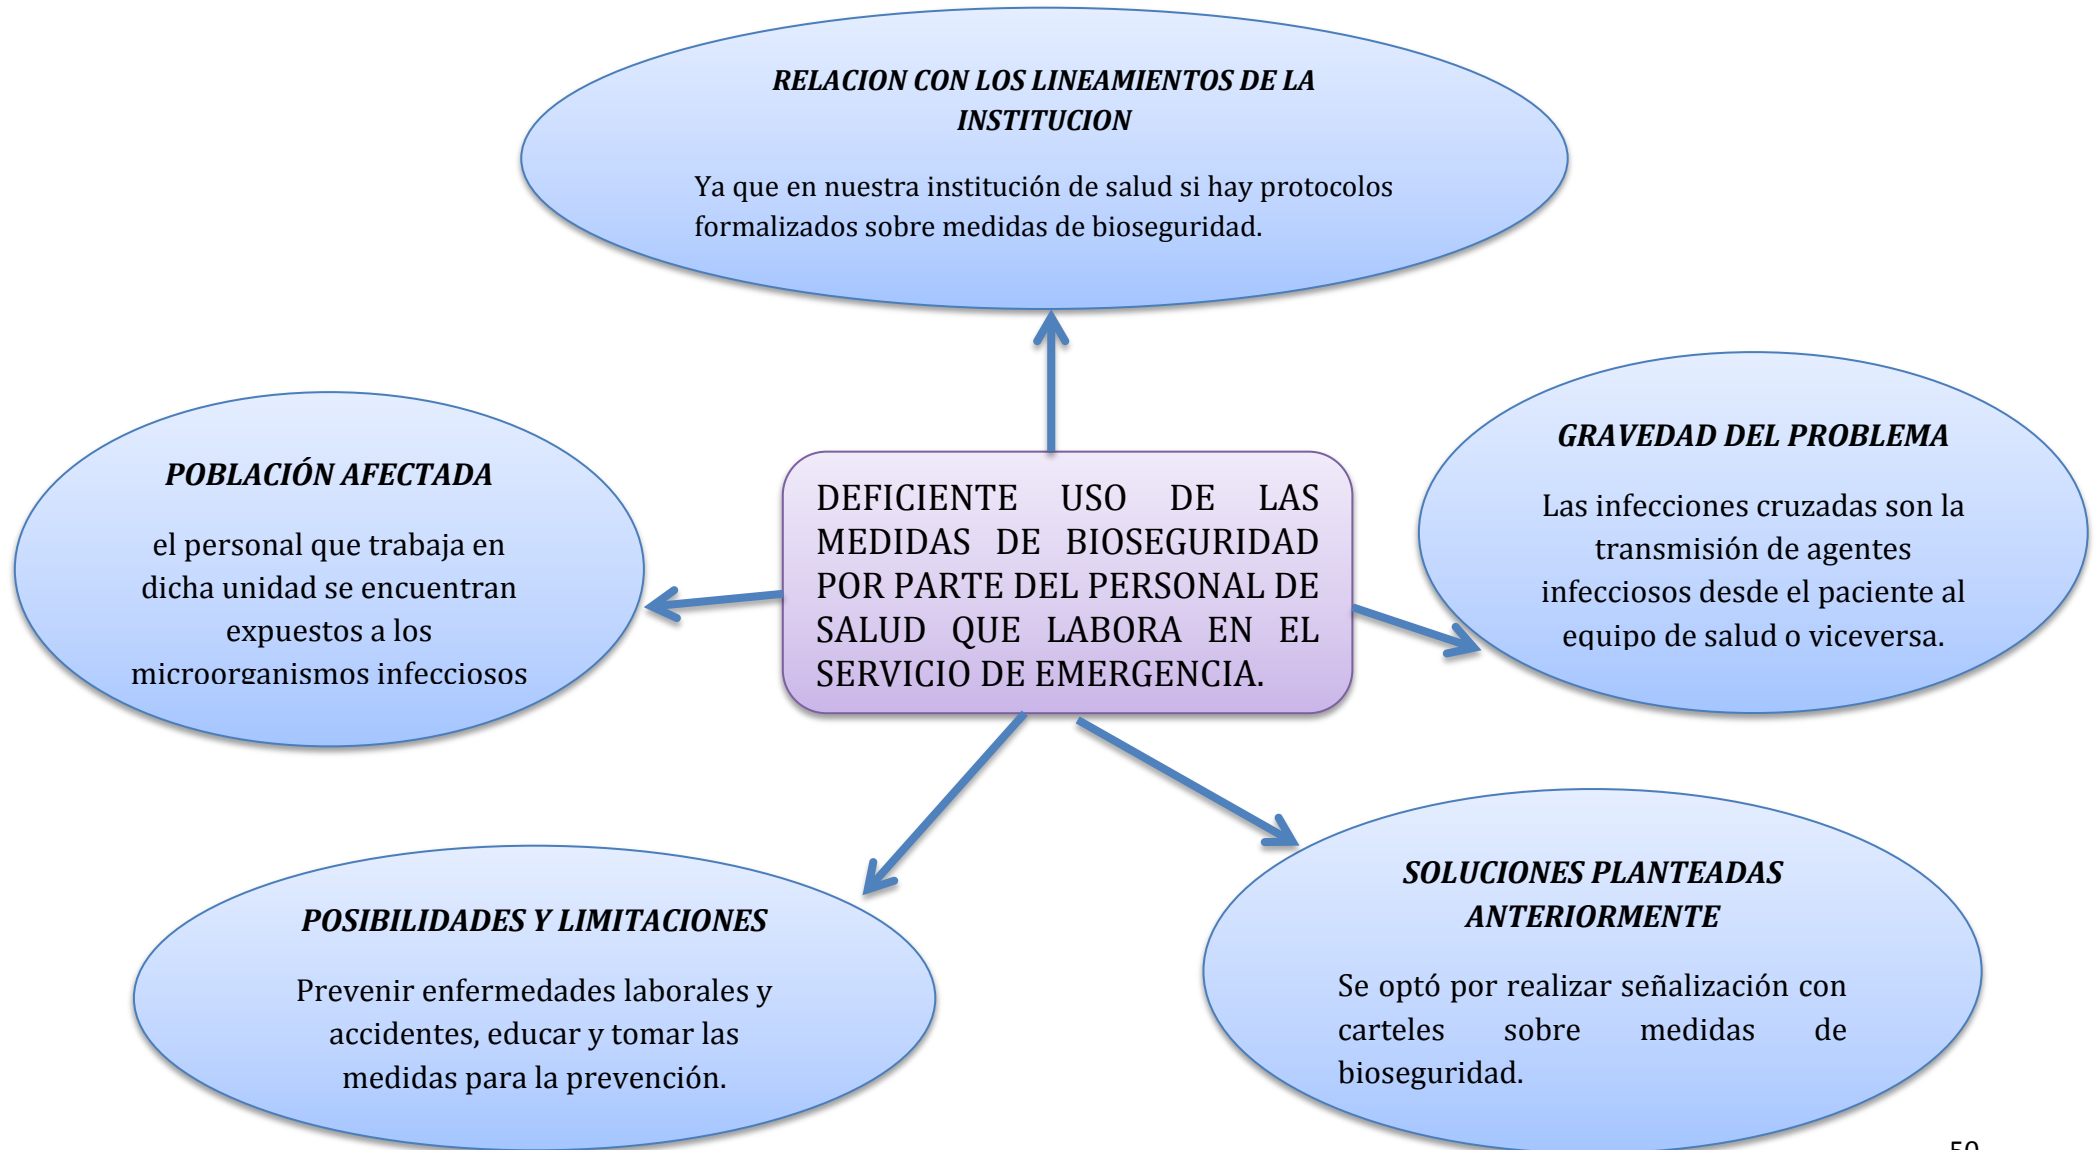 RELACION CON LOS LINEAMIENTOS DE LA
INSTITUCION
Ya que en nuestra institución de salud si hay protocolos
formalizados sobre medidas de bioseguridad.
POBLACIÓN AFECTADA
el personal que trabaja en
dicha unidad se encuentran
expuestos a los
microorganismos infecciosos
DEFICIENTE USO DE LAS
MEDIDAS DE BIOSEGURIDAD
POR PARTE DEL PERSONAL DE
SALUD QUE LABORA EN EL
SERVICIO DE EMERGENCIA.
GRAVEDAD DEL PROBLEMA
Las infecciones cruzadas son la
transmisión de agentes
infecciosos desde el paciente al
equipo de salud o viceversa.
POSIBILIDADES Y LIMITACIONES
Prevenir enfermedades laborales y
accidentes, educar y tomar las
medidas para la prevención.
SOLUCIONES PLANTEADAS
ANTERIORMENTE
Se optó por realizar señalización con
carteles sobre medidas de
bioseguridad.